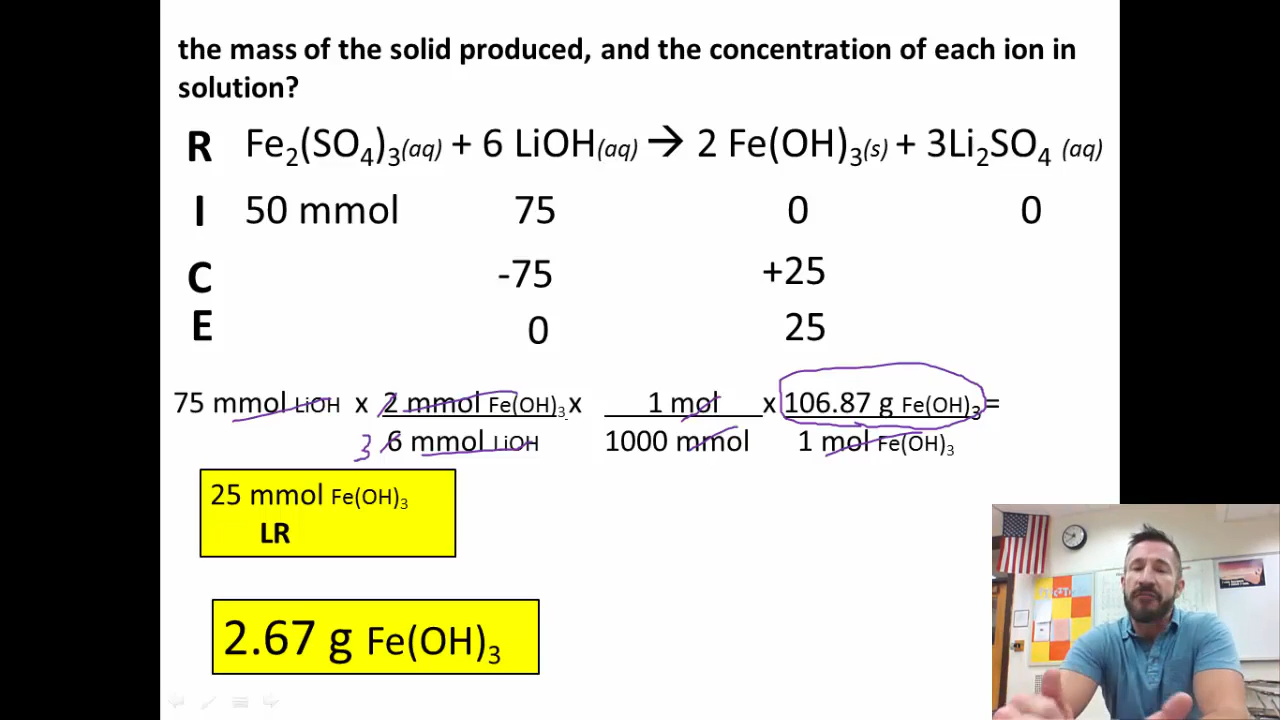 the mass of the solid produced, and the concentration of each ion in
solution?
R Fe₂(SO₄)₃(aq) + 6 LiOH(aq) → 2 Fe(OH)₃(s) + 3Li₂SO₄ (aq)
I 50 mmol 75 0 0
C -75 +25
E 0 25
75 mmol LiOH x 2 mmol Fe(OH)₃x 1 mol x 106.87 g Fe(OH)₃=
3 6 mmol LiOH 1000 mmol 1 mol Fe(OH)₃
25 mmol Fe(OH)₃
LR
2.67 g Fe(OH)₃